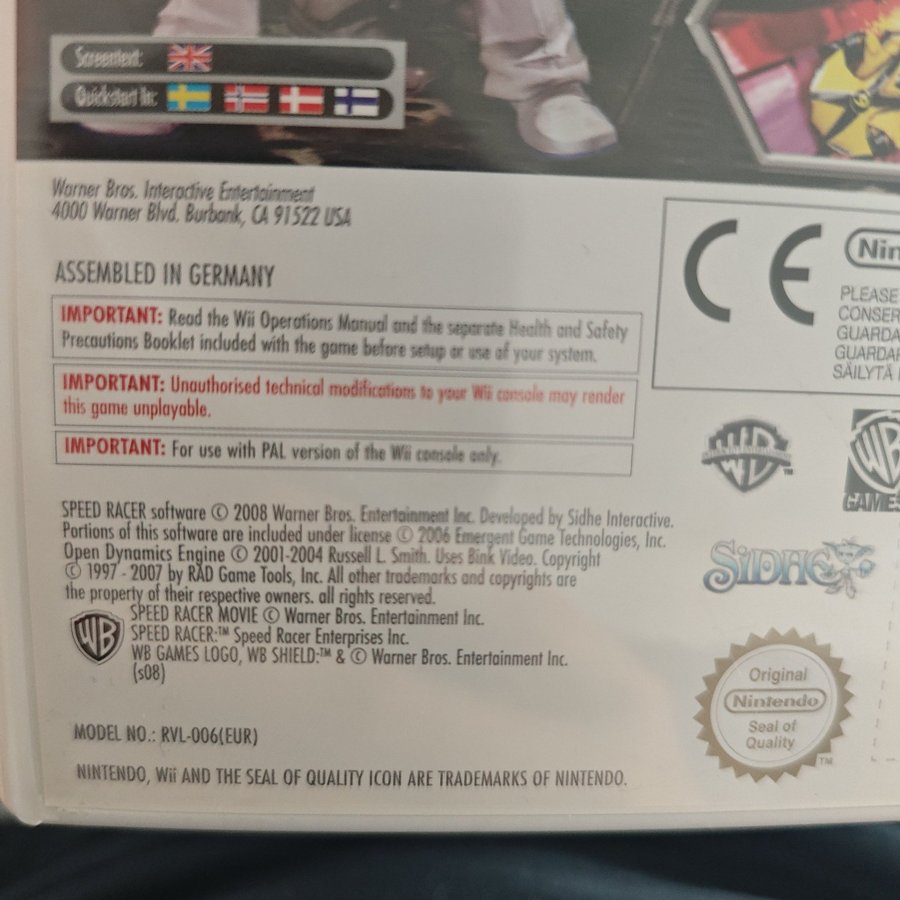 Screentext:
Quickstart in:
Warner Bros. Interactive Entertainment
4000 Warner Blvd. Burbank, CA 91522 USA
ASSEMBLED IN GERMANY
IMPORTANT: Read the Wii Operations Manual and the separate Health and Safety
Precautions Booklet included with the game before setup or use of your system.
IMPORTANT: Unauthorised technical modifications to your Wii console may render
this game unplayable.
IMPORTANT: For use with PAL version of the Wii console only.
CE
Nin
PLEASE
CONSER
GUARDA
GUARDAR
SÄILYTÄ
WB
TM
WB
GAMES
SPEED RACER software © 2008 Warner Bros. Entertainment Inc. Developed by Sidhe Interactive.
Portions of this software are included under license © 2006 Emergent Game Technologies, Inc.
Open Dynamics Engine © 2001-2004 Russell L. Smith. Uses Bink Video. Copyright
© 1997 - 2007 by RAD Game Tools, Inc. All other trademarks and copyrights are
the property of their respective owners. all rights reserved.
SIDHE
WB
SPEED RACER MOVIE © Warner Bros. Entertainment Inc.
SPEED RACER:™ Speed Racer Enterprises Inc.
WB GAMES LOGO, WB SHIELD:™ & © Warner Bros. Entertainment Inc.
(s08)
Original
Nintendo
Seal of
Quality
TM
MODEL NO.: RVL-006(EUR)
NINTENDO, Wii AND THE SEAL OF QUALITY ICON ARE TRADEMARKS OF NINTENDO.